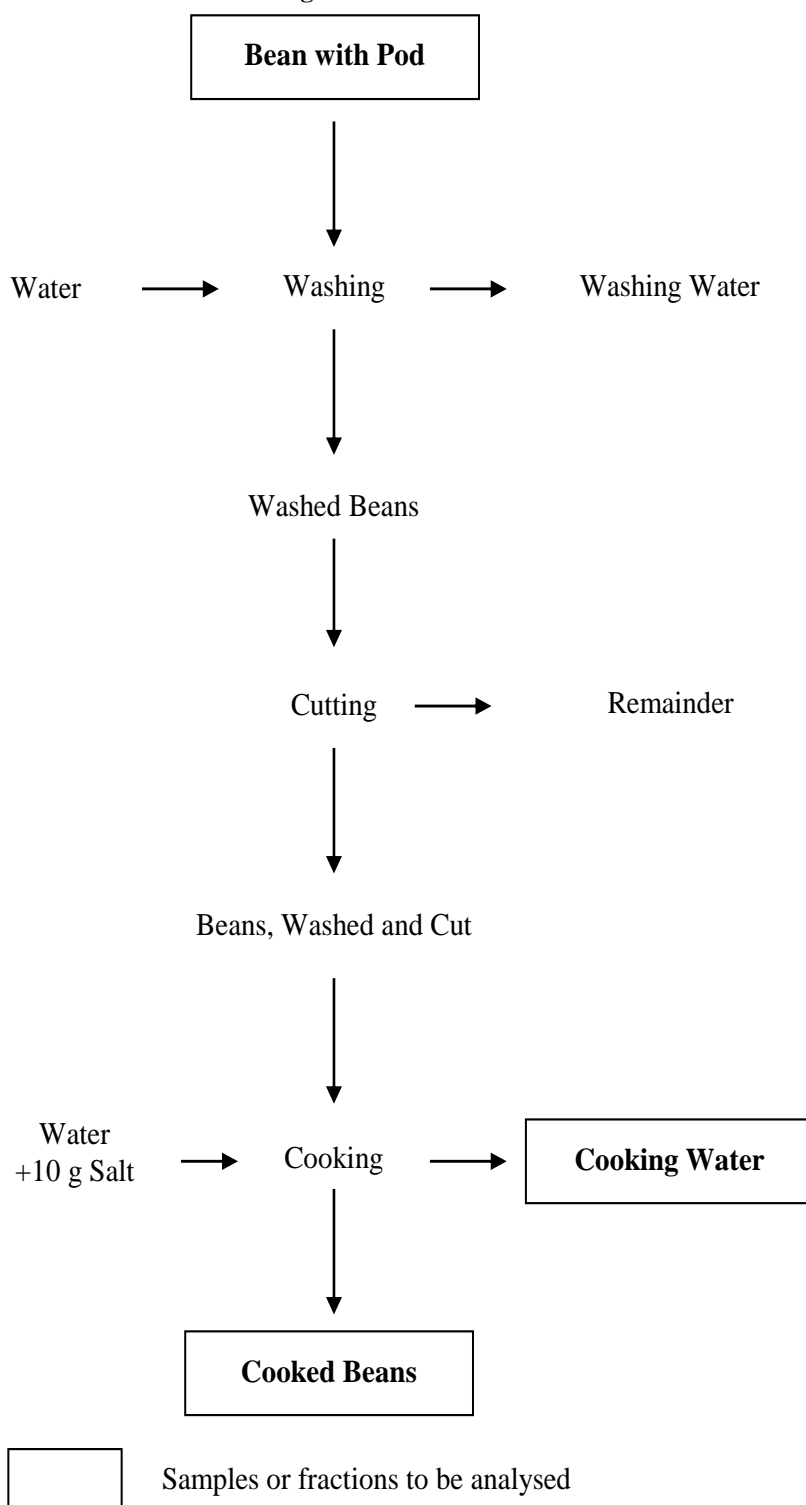 Bean with Pod
Water
Washing
Washing Water
Washed Beans
Cutting
Remainder
Beans, Washed and Cut
Water
+10 g Salt
Cooking
Cooking Water
Cooked Beans
Samples or fractions to be analysed